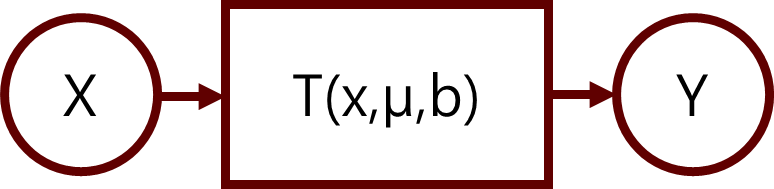 X T(x,μ,b) Y